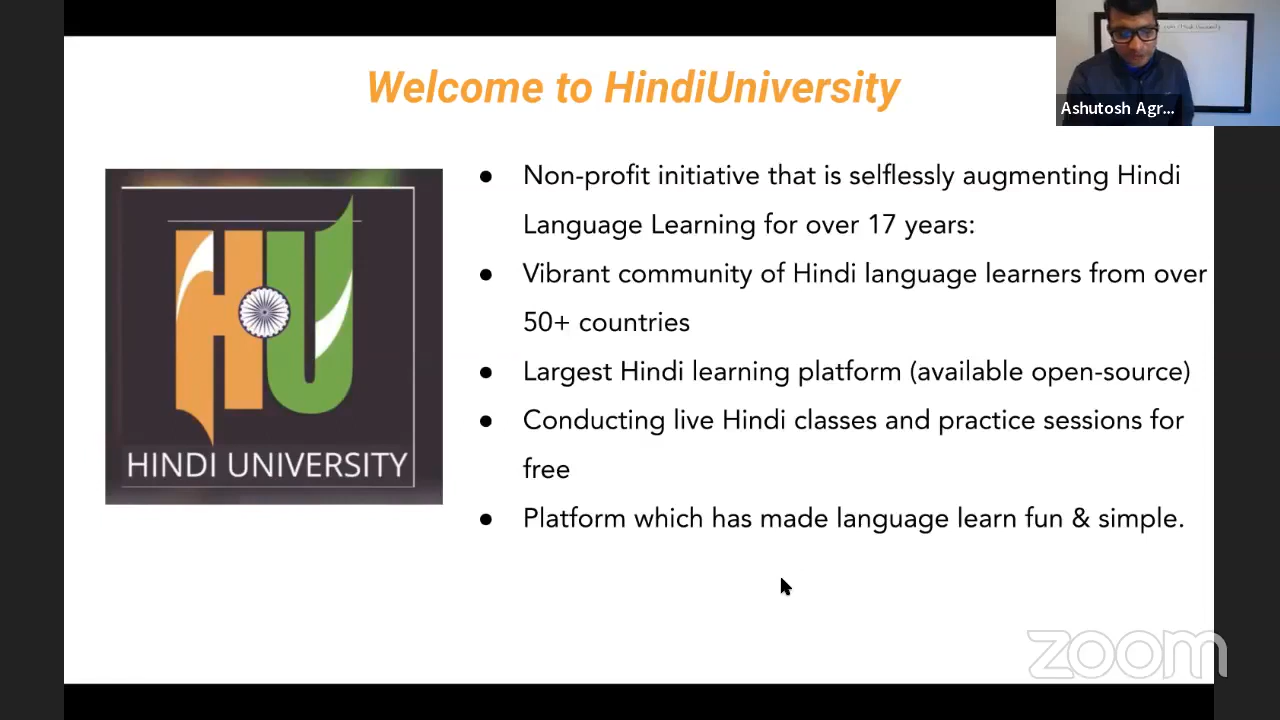 Welcome to HindiUniversity
Ashutosh Agr...
Non-profit initiative that is selflessly augmenting Hindi
Language Learning for over 17 years:
Vibrant community of Hindi language learners from over
50+ countries
Largest Hindi learning platform (available open-source)
Conducting live Hindi classes and practice sessions for
free
Platform which has made language learn fun & simple.
HU
HINDI UNIVERSITY
zoom